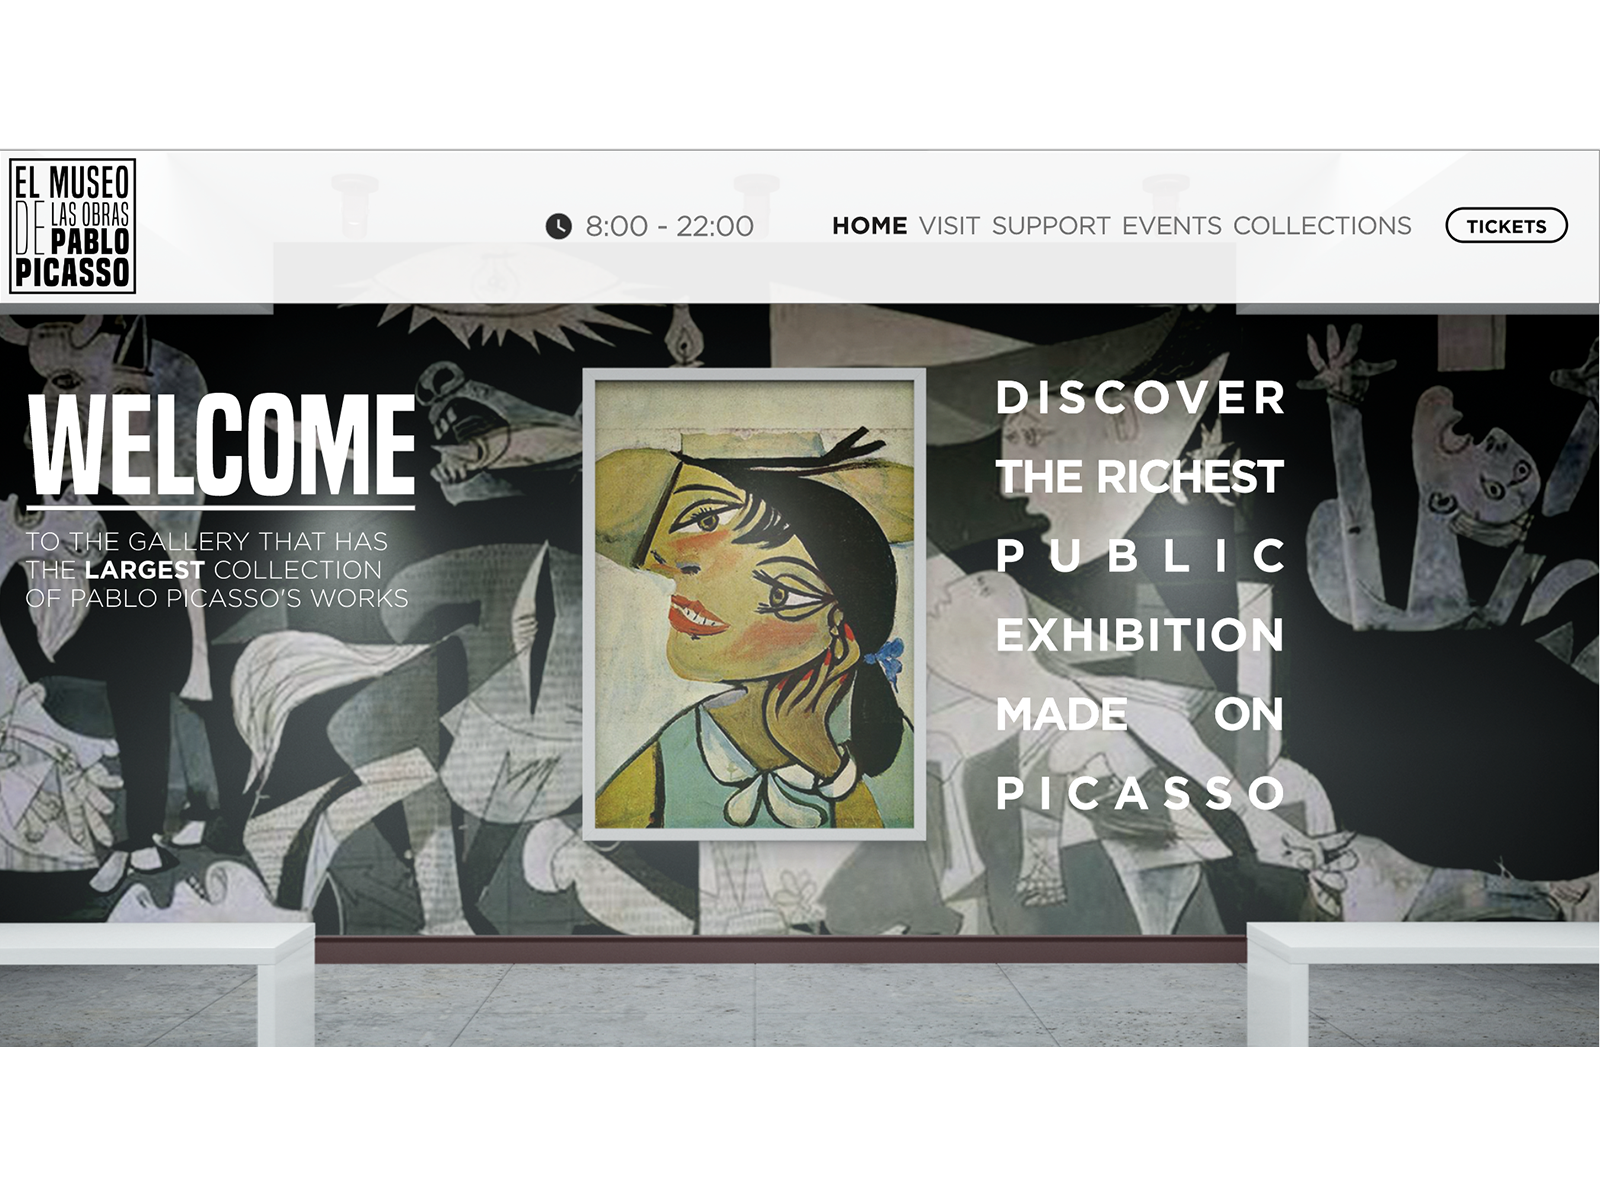 EL MUSEO
DE LAS OBRAS
PABLO
PICASSO
8:00 - 22:00
HOME VISIT SUPPORT EVENTS COLLECTIONS
TICKETS
WELCOME
TO THE GALLERY THAT HAS
THE LARGEST COLLECTION
OF PABLO PICASSO'S WORKS
DISCOVER
THE RICHEST
PUBLIC
EXHIBITION
MADE ON
PICASSO